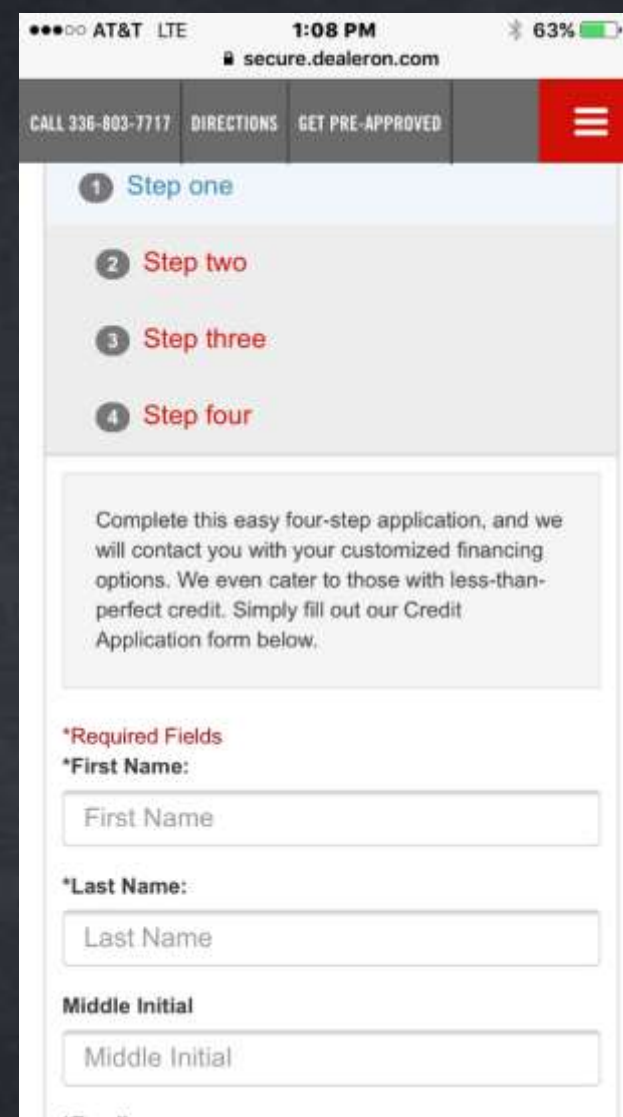 AT&T LTE 1:08 PM 63%
secure.dealeron.com
CALL 336-803-7717 DIRECTIONS GET PRE-APPROVED
1 Step one
2 Step two
3 Step three
4 Step four
Complete this easy four-step application, and we
will contact you with your customized financing
options. We even cater to those with less-than-
perfect credit. Simply fill out our Credit
Application form below.
*Required Fields
*First Name:
First Name
*Last Name:
Last Name
Middle Initial
Middle Initial